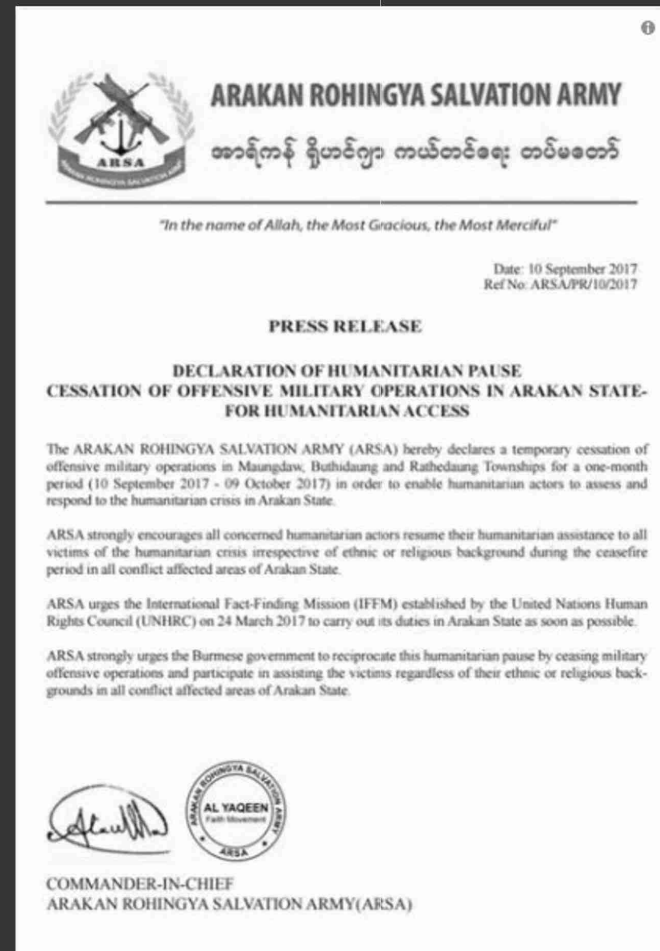 ARAKAN ROHINGYA SALVATION ARMY
အာရ်ကန် ရိုဟင်ဂျာ ကယ်တင်ရေး တပ်မတော်
ARSA
ARAKAN ROHINGYA SALVATION ARMY
"In the name of Allah, the Most Gracious, the Most Merciful"
Date: 10 September 2017
Ref No: ARSA/PR/10/2017
PRESS RELEASE
DECLARATION OF HUMANITARIAN PAUSE
CESSATION OF OFFENSIVE MILITARY OPERATIONS IN ARAKAN STATE-
FOR HUMANITARIAN ACCESS
The ARAKAN ROHINGYA SALVATION ARMY (ARSA) hereby declares a temporary cessation of
offensive military operations in Maungdaw, Buthidaung and Rathedaung Townships for a one-month
period (10 September 2017 - 09 October 2017) in order to enable humanitarian actors to assess and
respond to the humanitarian crisis in Arakan State.
ARSA strongly encourages all concerned humanitarian actors resume their humanitarian assistance to all
victims of the humanitarian crisis irrespective of ethnic or religious background during the ceasefire
period in all conflict affected areas of Arakan State.
ARSA urges the International Fact-Finding Mission (IFFM) established by the United Nations Human
Rights Council (UNHRC) on 24 March 2017 to carry out its duties in Arakan State as soon as possible.
ARSA strongly urges the Burmese government to reciprocate this humanitarian pause by ceasing military
offensive operations and participate in assisting the victims regardless of their ethnic or religious back-
grounds in all conflict affected areas of Arakan State.
ARAKAN ROHINGYA SALVATION ARMY
AL YAQEEN
Faith Movement
ARSA
COMMANDER-IN-CHIEF
ARAKAN ROHINGYA SALVATION ARMY(ARSA)